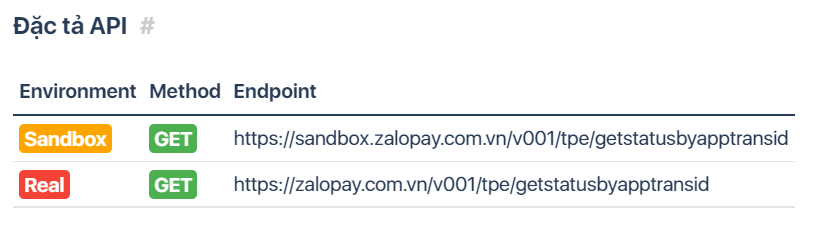 Đặc tả API #
Environment Method Endpoint
Sandbox GET https://sandbox.zalopay.com.vn/v001/tpe/getstatusbyapptransid
Real GET https://zalopay.com.vn/v001/tpe/getstatusbyapptransid